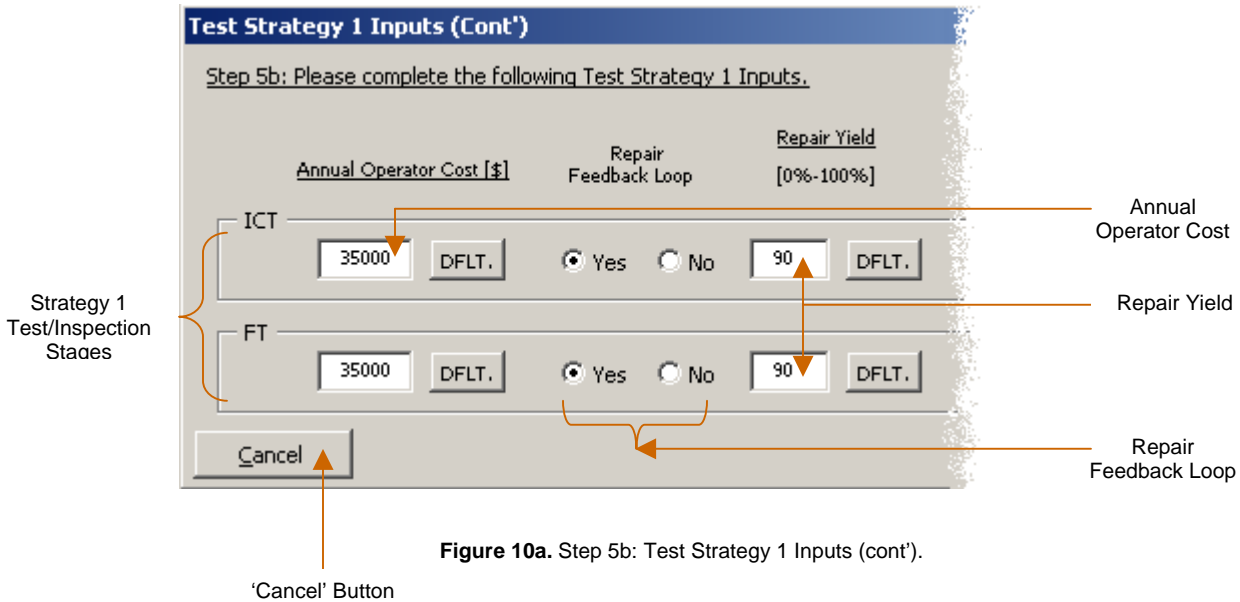 Test Strategy 1 Inputs (Cont')
Step 5b: Please complete the following Test Strategy 1 Inputs.
Annual Operator Cost [$]
Repair
Feedback Loop
Repair Yield
[0%-100%]
ICT
35000 DFLT. Yes No 90 DFLT.
FT
35000 DFLT. Yes No 90 DFLT.
Cancel
Strategy 1
Test/Inspection
Stages
Annual
Operator Cost
Repair Yield
Repair
Feedback Loop
Figure 10a. Step 5b: Test Strategy 1 Inputs (cont').
‘Cancel’ Button